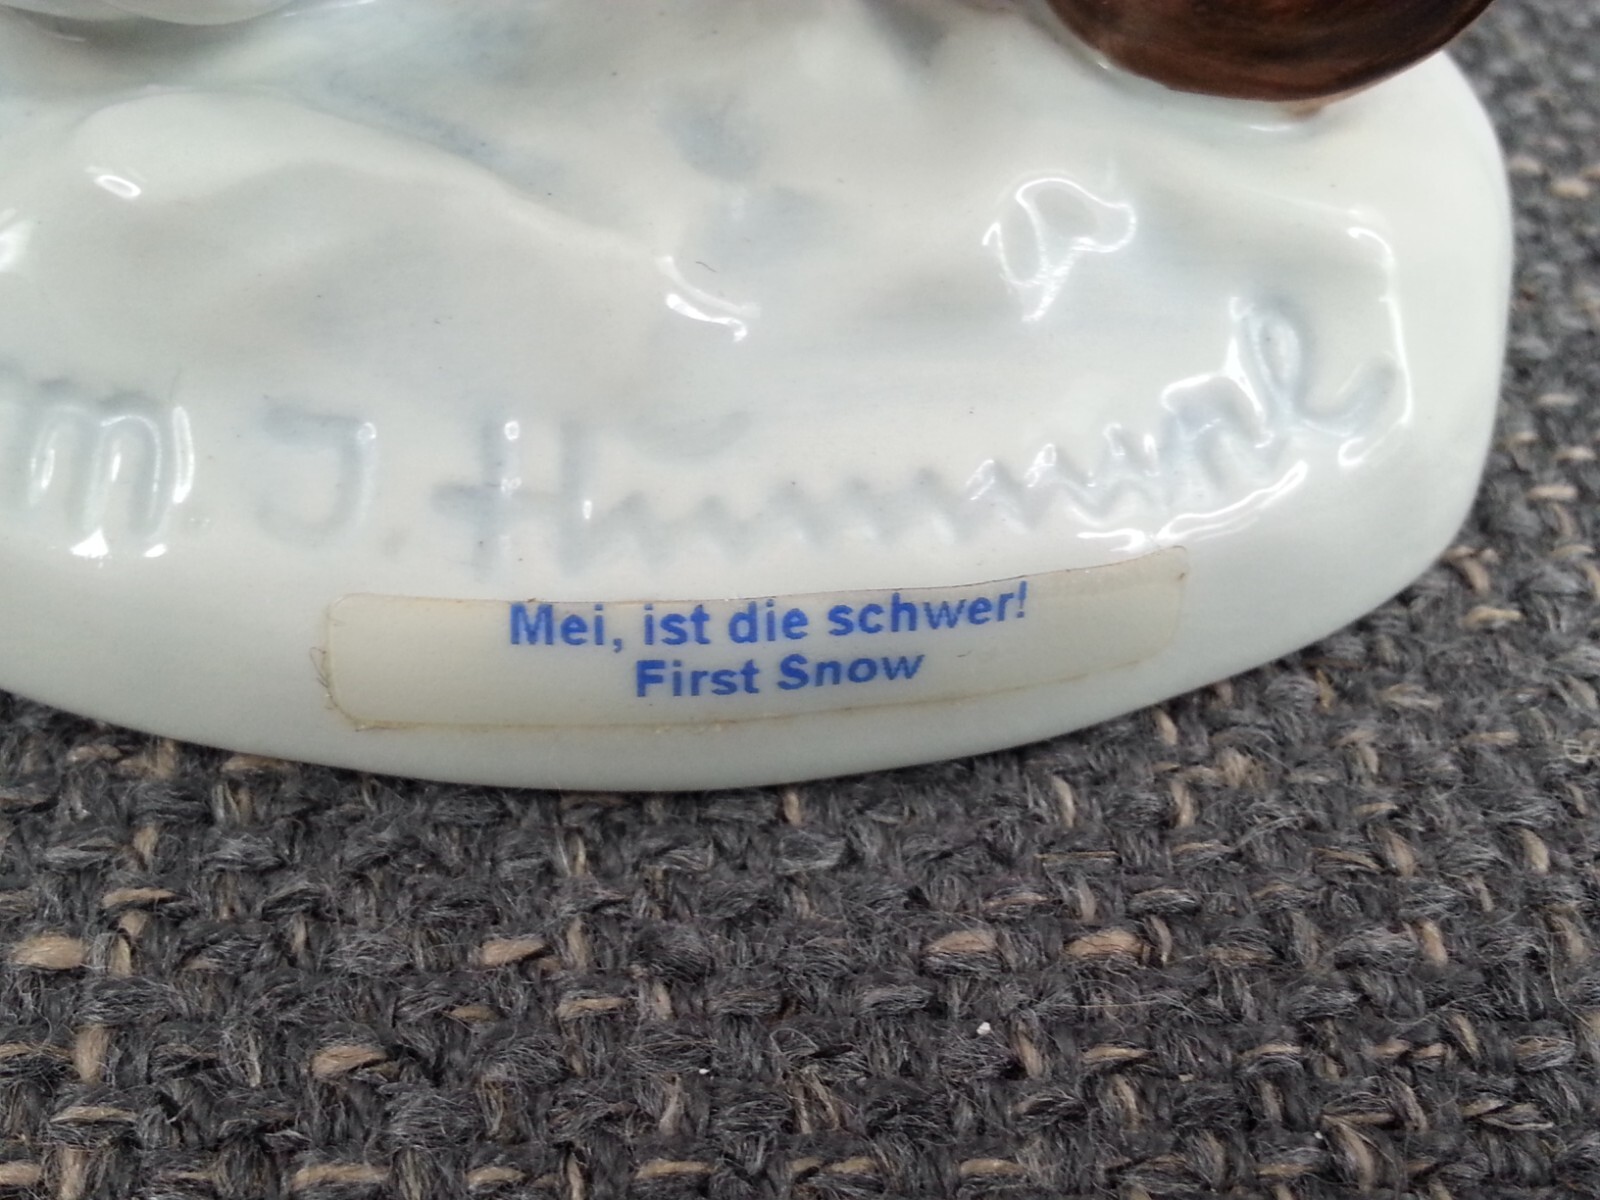 M J. Hummel
Mei, ist die schwer!
First Snow